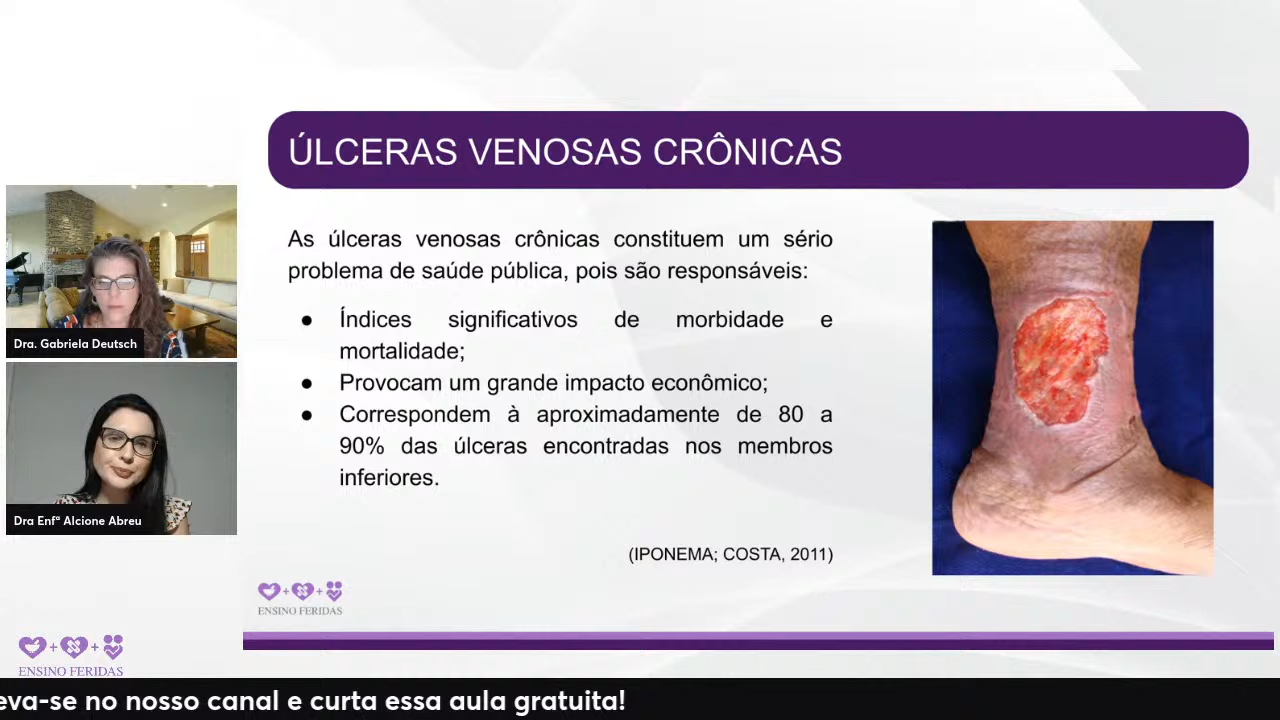 ÚLCERAS VENOSAS CRÔNICAS
As úlceras venosas crônicas constituem um sério
problema de saúde pública, pois são responsáveis:
● Índices significativos de morbidade e
mortalidade;
● Provocam um grande impacto econômico;
● Correspondem à aproximadamente de 80 a
90% das úlceras encontradas nos membros
inferiores.
(IPONEMA; COSTA, 2011)
Dra. Gabriela Deutsch
Dra Enfª Alcione Abreu
ENSINO FERIDAS
ENSINO FERIDAS
eva-se no nosso canal e curta essa aula gratuita!